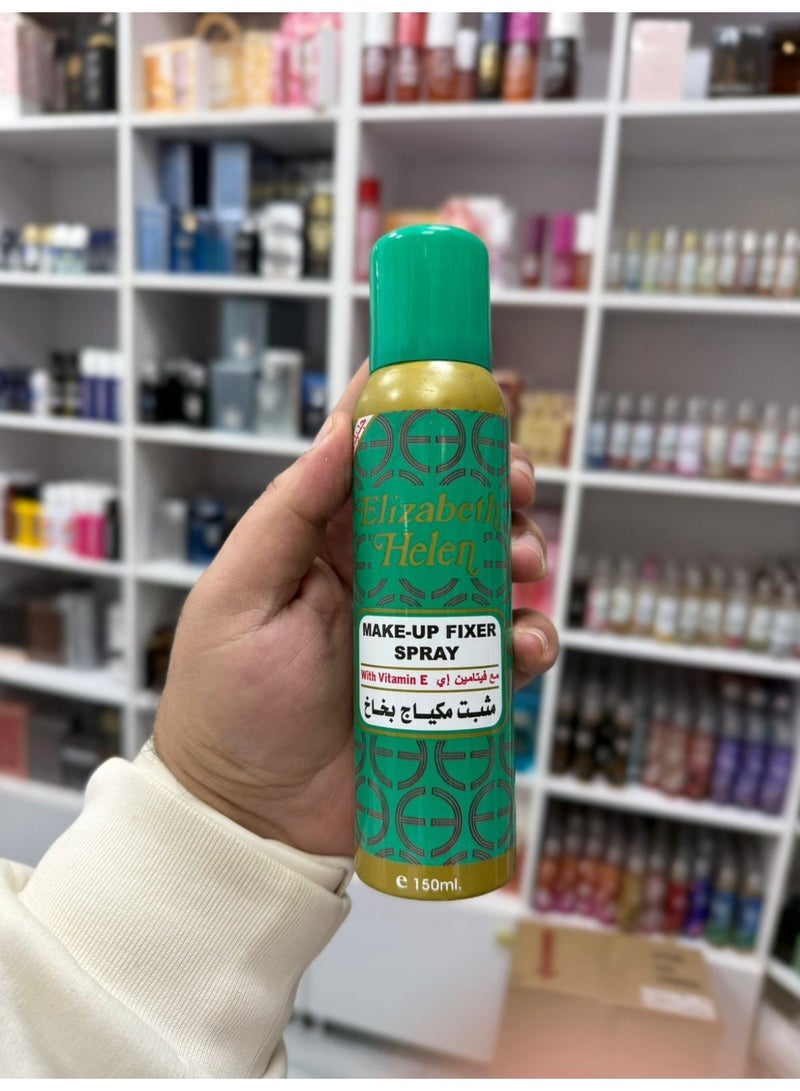 Elizabeth
Helen
MAKE-UP FIXER
SPRAY
With Vitamin E مع فيتامين إي
مثبت مكياج بخاخ
e 150ml.